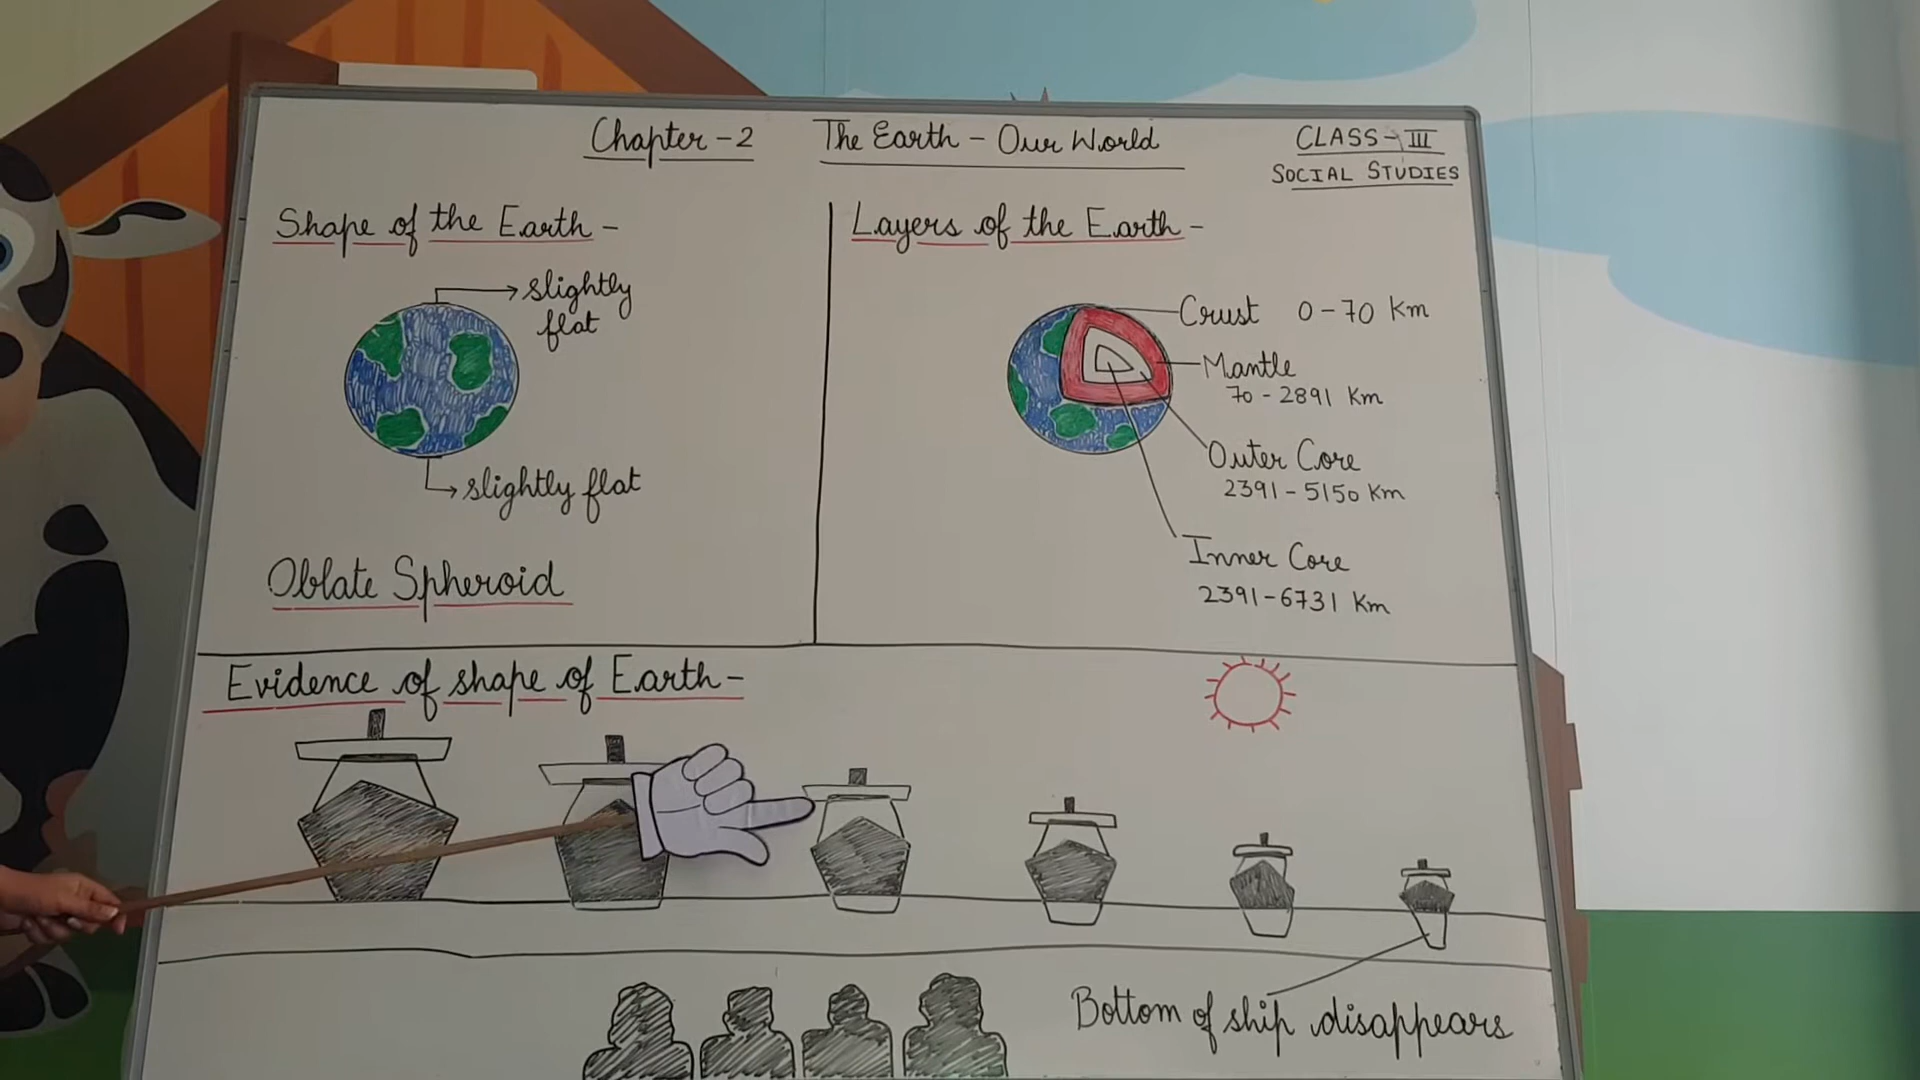 Chapter - 2 The Earth - Our World
CLASS - III
SOCIAL STUDIES
Shape of the Earth -
slightly
flat
slightly flat
Oblate Spheroid
Layers of the Earth -
Crust 0 - 70 Km
Mantle
70 - 2891 Km
Outer Core
2391 - 5150 Km
Inner Core
2391 - 6731 Km
Evidence of shape of Earth -
Bottom of ship disappears